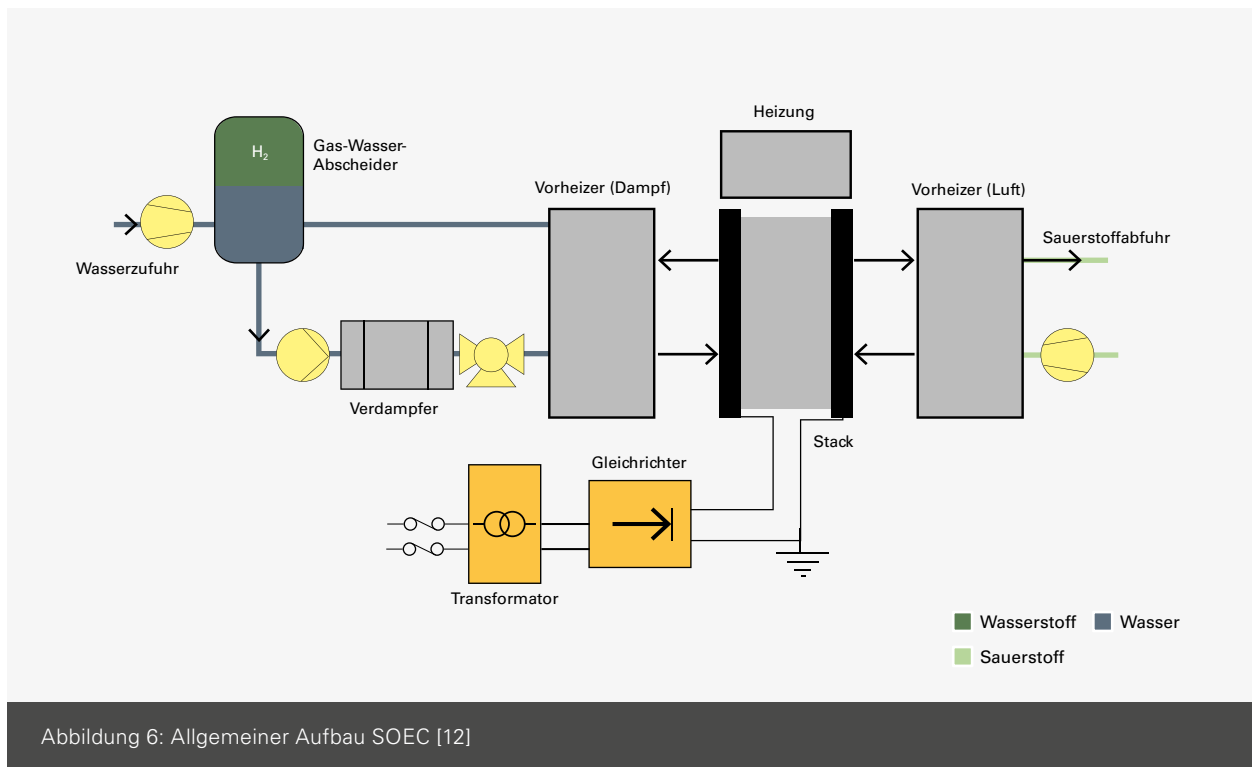 Heizung
H₂
Gas-Wasser-
Abscheider
Vorheizer (Dampf)
Vorheizer (Luft)
Wasserzufuhr
Sauerstoffabfuhr
Verdampfer
Stack
Gleichrichter
Transformator
Wasserstoff
Wasser
Sauerstoff
Abbildung 6: Allgemeiner Aufbau SOEC [12]